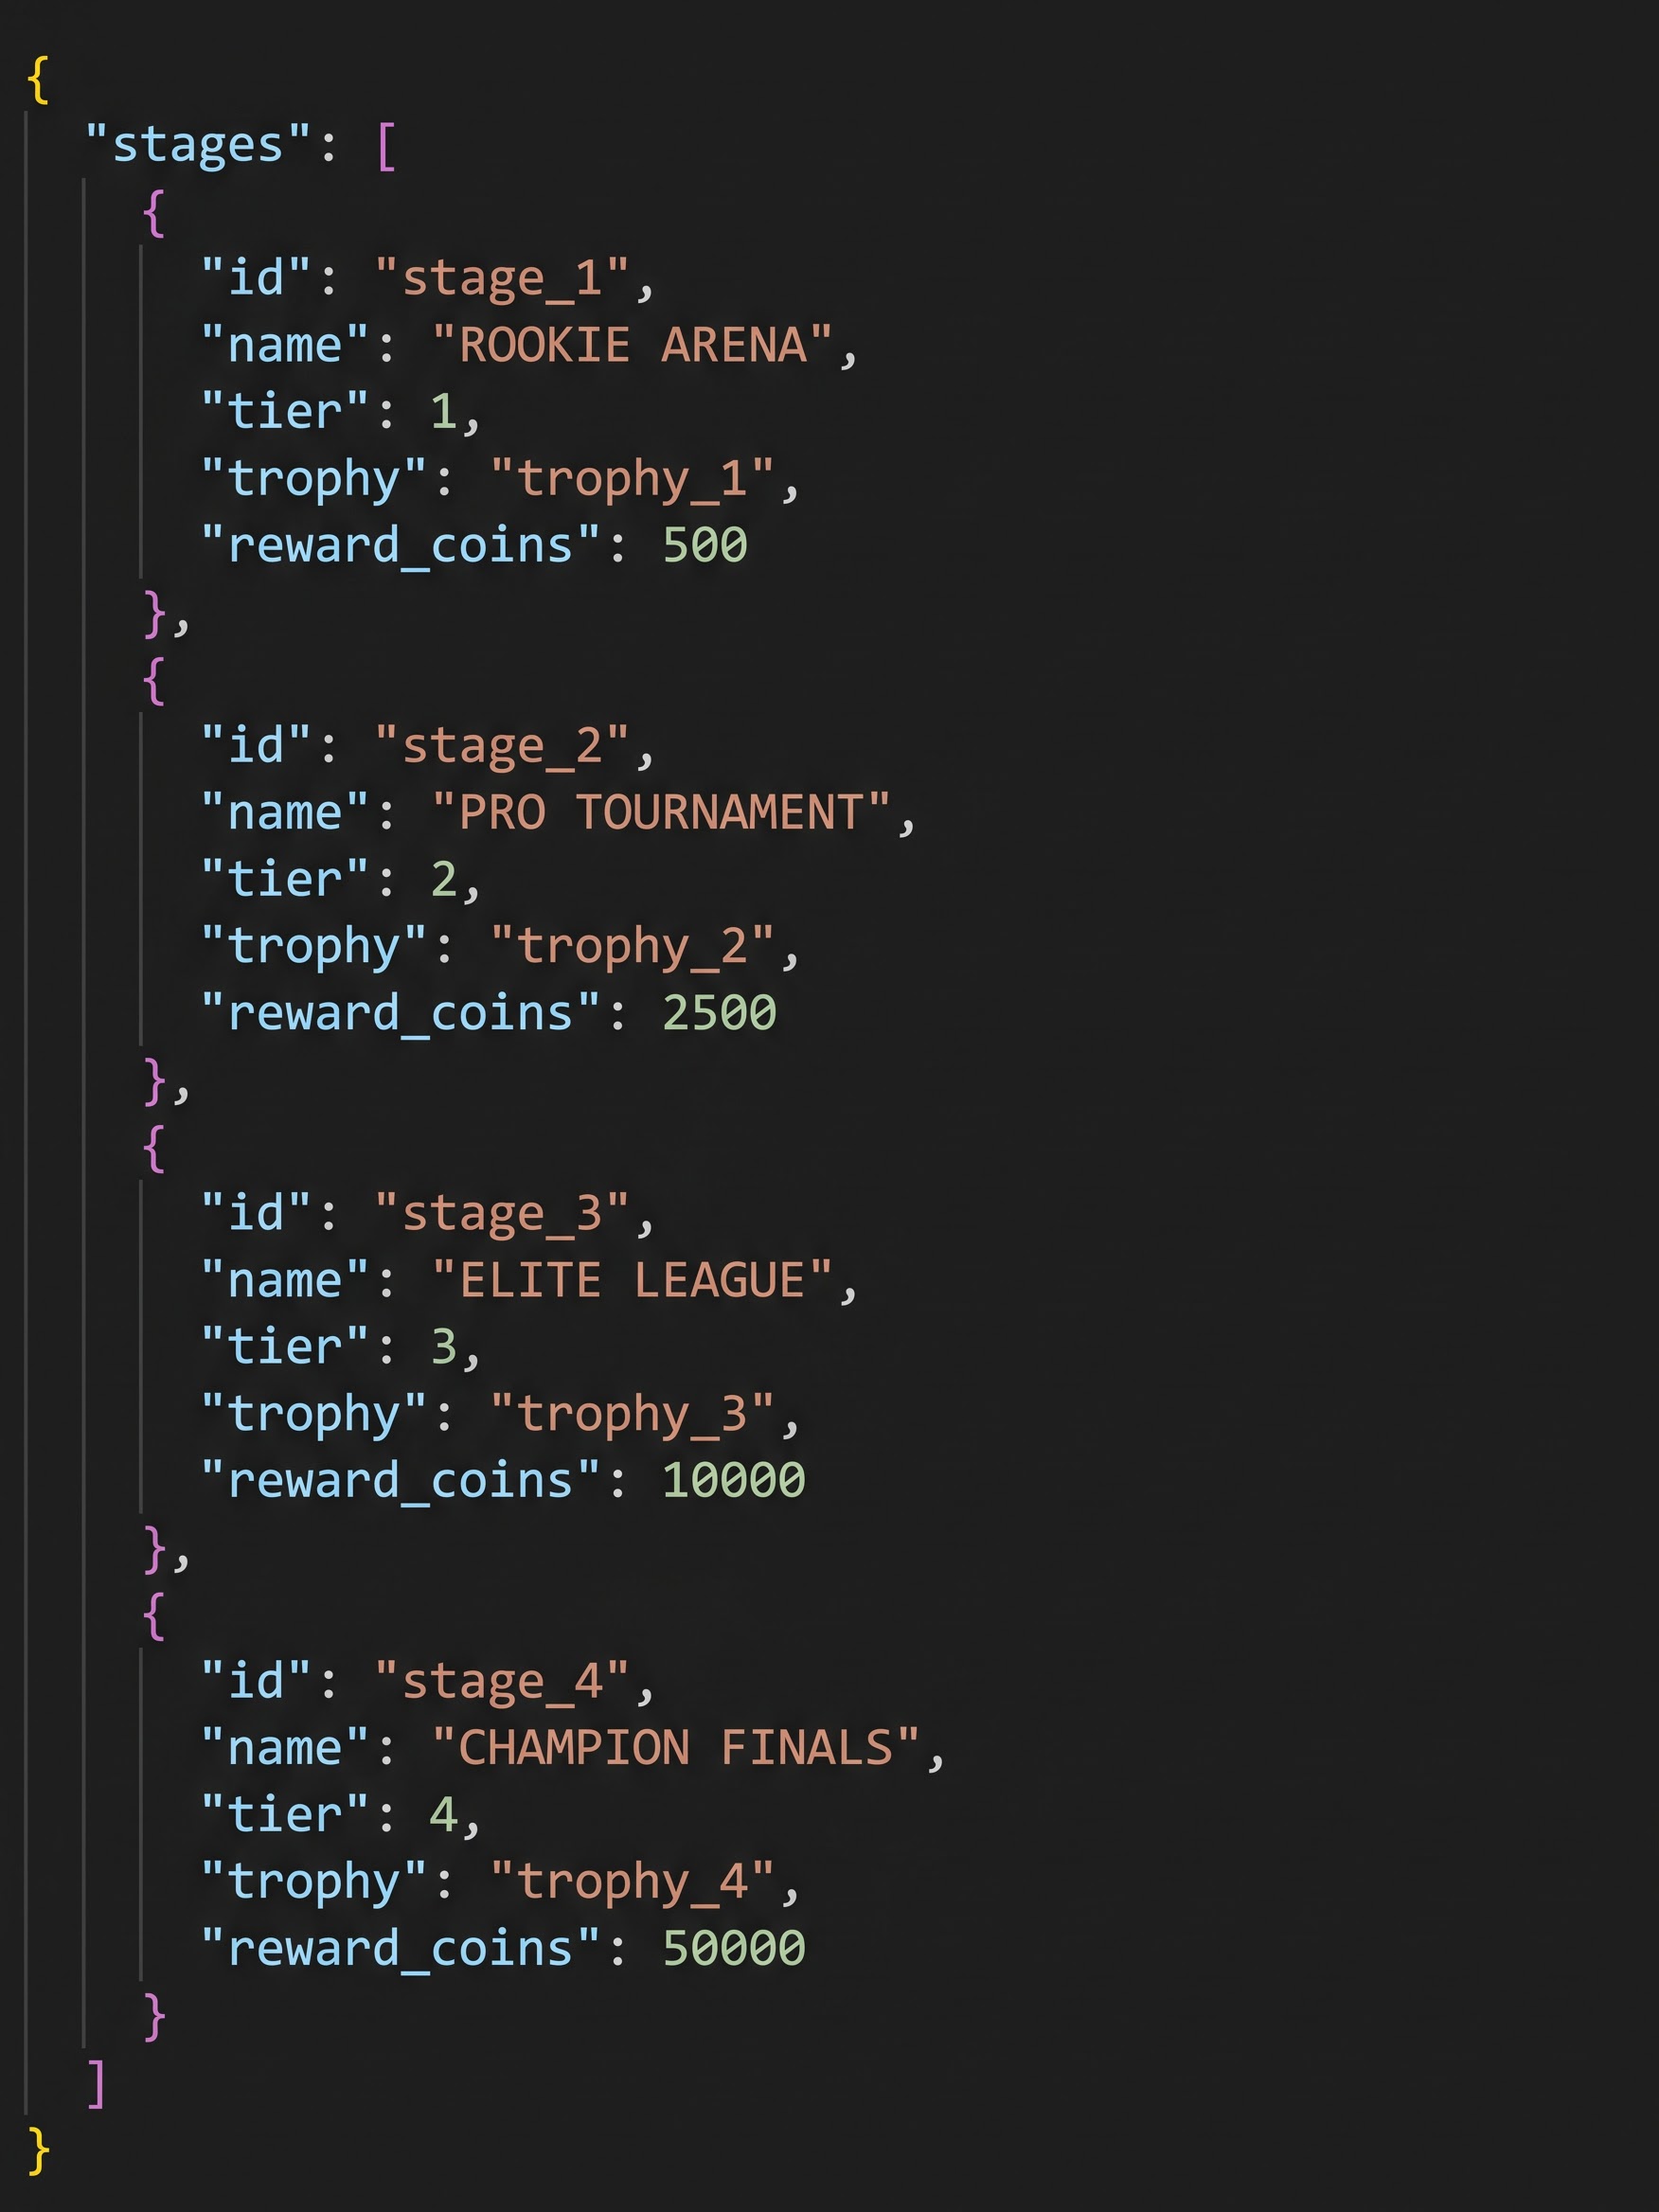 {
  "stages": [
    {
      "id": "stage_1",
      "name": "ROOKIE ARENA",
      "tier": 1,
      "trophy": "trophy_1",
      "reward_coins": 500
    },
    {
      "id": "stage_2",
      "name": "PRO TOURNAMENT",
      "tier": 2,
      "trophy": "trophy_2",
      "reward_coins": 2500
    },
    {
      "id": "stage_3",
      "name": "ELITE LEAGUE",
      "tier": 3,
      "trophy": "trophy_3",
      "reward_coins": 10000
    },
    {
      "id": "stage_4",
      "name": "CHAMPION FINALS",
      "tier": 4,
      "trophy": "trophy_4",
      "reward_coins": 50000
    }
  ]
}